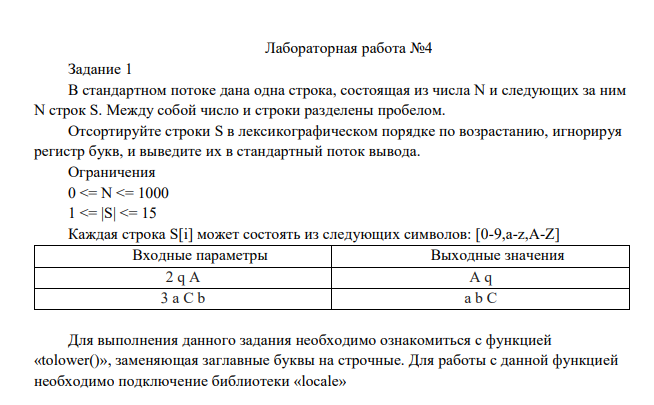 Лабораторная работа №4
Задание 1
В стандартном потоке дана одна строка, состоящая из числа N и следующих за ним
N строк S. Между собой число и строки разделены пробелом.
Отсортируйте строки S в лексикографическом порядке по возрастанию, игнорируя
регистр букв, и выведите их в стандартный поток вывода.
Ограничения
0 <= N <= 1000
1 <= |S| <= 15
Каждая строка S[i] может состоять из следующих символов: [0-9,a-z,A-Z]
Входные параметры Выходные значения
2 q A A q
3 a C b a b C
Для выполнения данного задания необходимо ознакомиться с функцией
«tolower()», заменяющая заглавные буквы на строчные. Для работы с данной функцией
необходимо подключение библиотеки «locale»